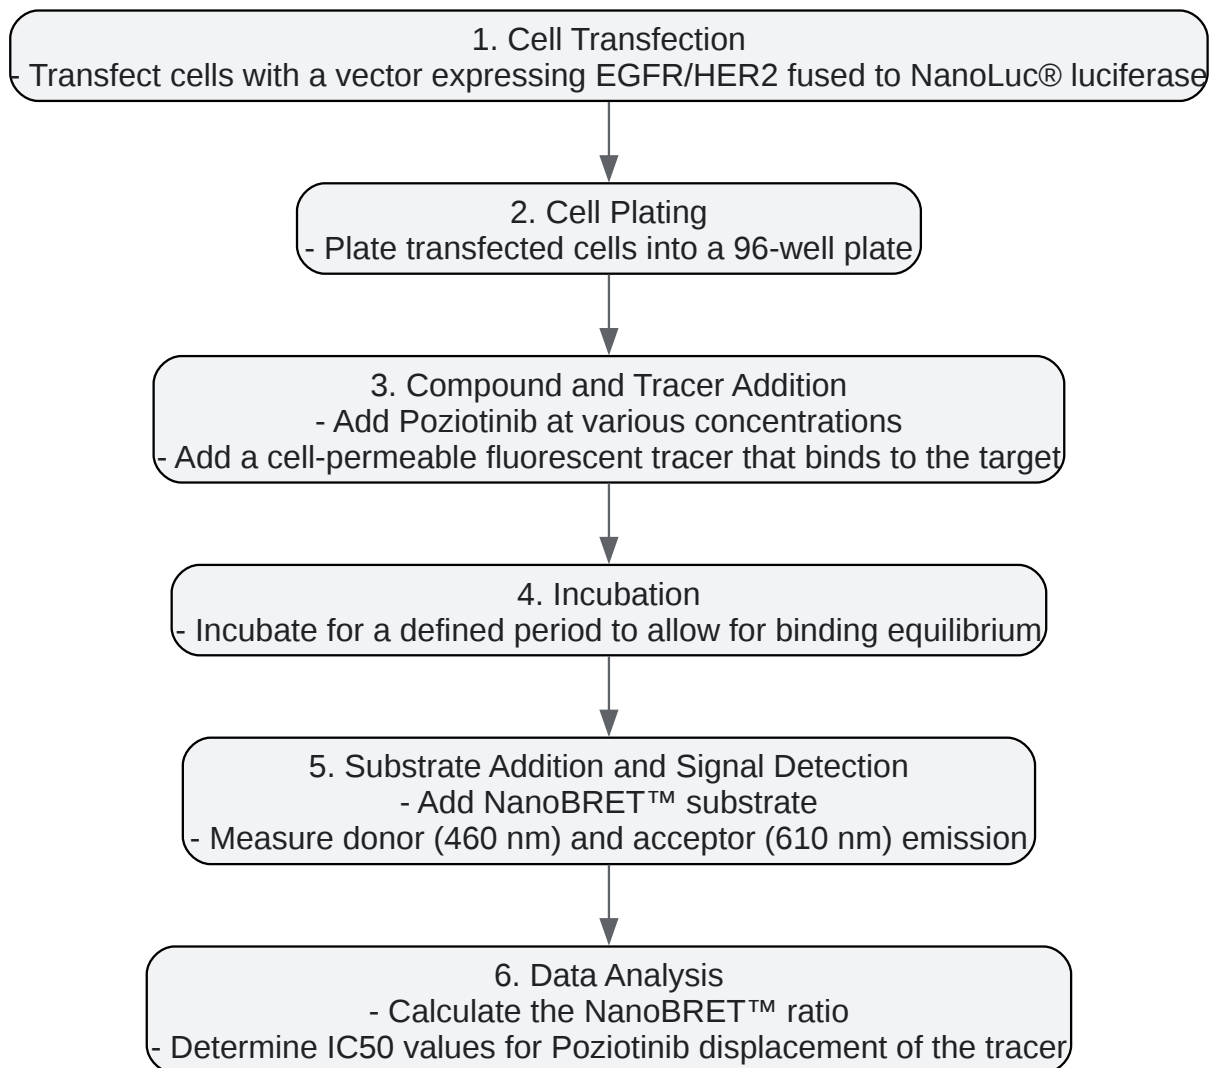 1. Cell Transfection
- Transfect cells with a vector expressing EGFR/HER2 fused to NanoLuc® luciferase
2. Cell Plating
- Plate transfected cells into a 96-well plate
3. Compound and Tracer Addition
- Add Poziotinib at various concentrations
- Add a cell-permeable fluorescent tracer that binds to the target
4. Incubation
- Incubate for a defined period to allow for binding equilibrium
5. Substrate Addition and Signal Detection
- Add NanoBRET™ substrate
- Measure donor (460 nm) and acceptor (610 nm) emission
6. Data Analysis
- Calculate the NanoBRET™ ratio
- Determine IC50 values for Poziotinib displacement of the tracer